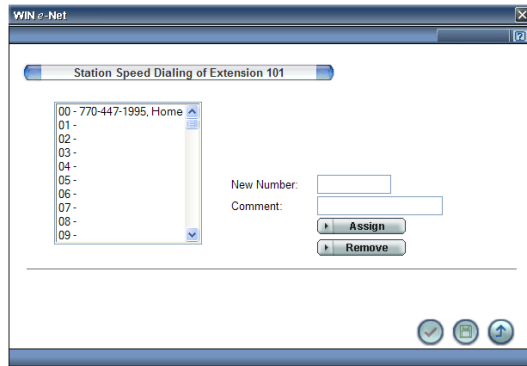 WIN e-Net
Station Speed Dialing of Extension 101
00 - 770-447-1995, Home
01 -
02 -
03 -
04 -
05 -
06 -
07 -
08 -
09 -
New Number:
Comment:
Assign
Remove